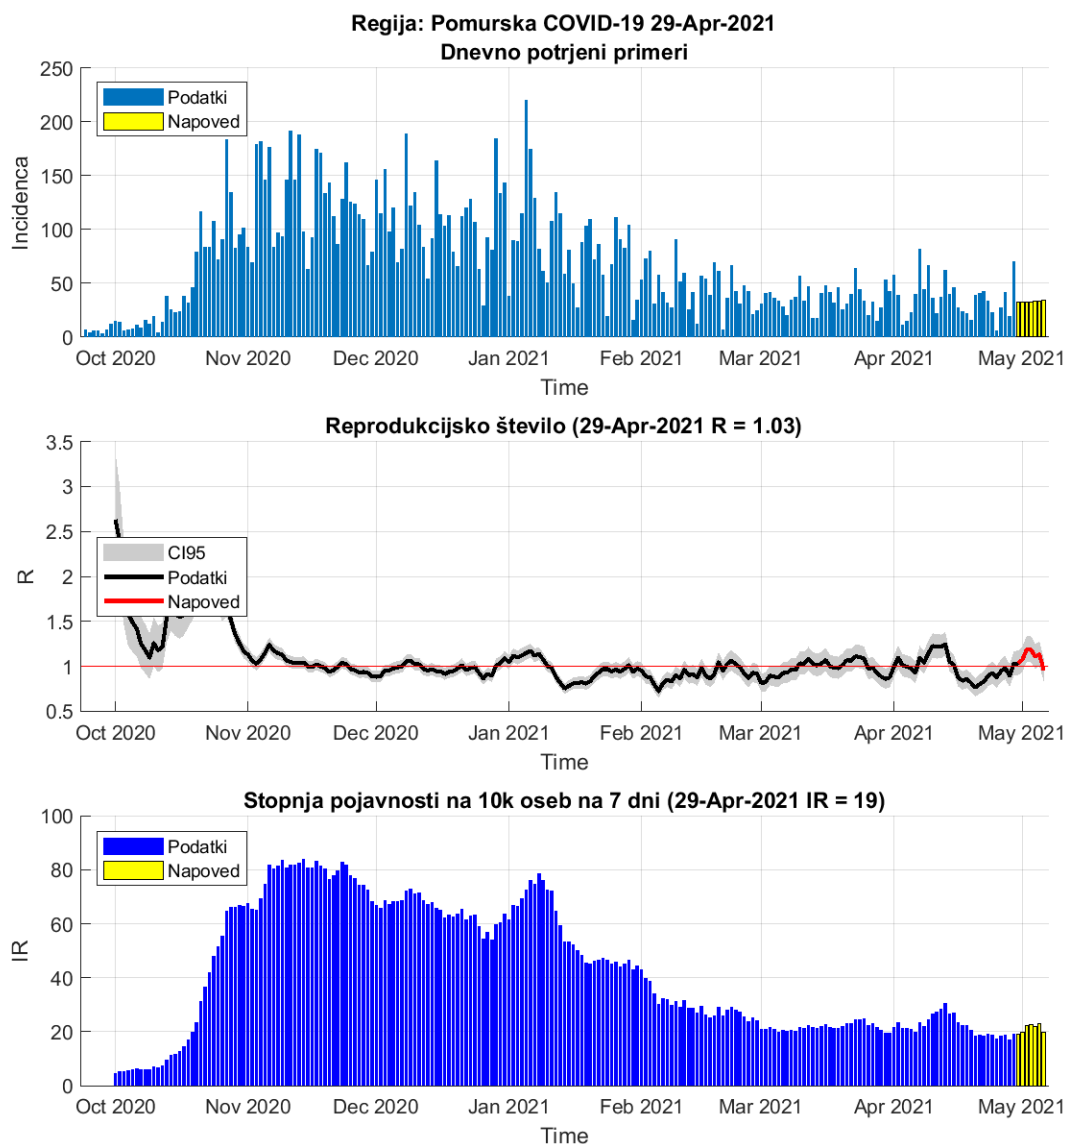 Regija: Pomurska COVID-19 29-Apr-2021
Dnevno potrjeni primeri
250
200
150
100
50
0
Incidenca
Podatki
Napoved
Oct 2020 Nov 2020 Dec 2020 Jan 2021 Feb 2021 Mar 2021 Apr 2021 May 2021
Time
Reprodukcijsko število (29-Apr-2021 R = 1.03)
3.5
3
2.5
2
1.5
1
0.5
R
CI95
Podatki
Napoved
Oct 2020 Nov 2020 Dec 2020 Jan 2021 Feb 2021 Mar 2021 Apr 2021 May 2021
Time
Stopnja pojavnosti na 10k oseb na 7 dni (29-Apr-2021 IR = 19)
100
80
60
40
20
0
IR
Podatki
Napoved
Oct 2020 Nov 2020 Dec 2020 Jan 2021 Feb 2021 Mar 2021 Apr 2021 May 2021
Time